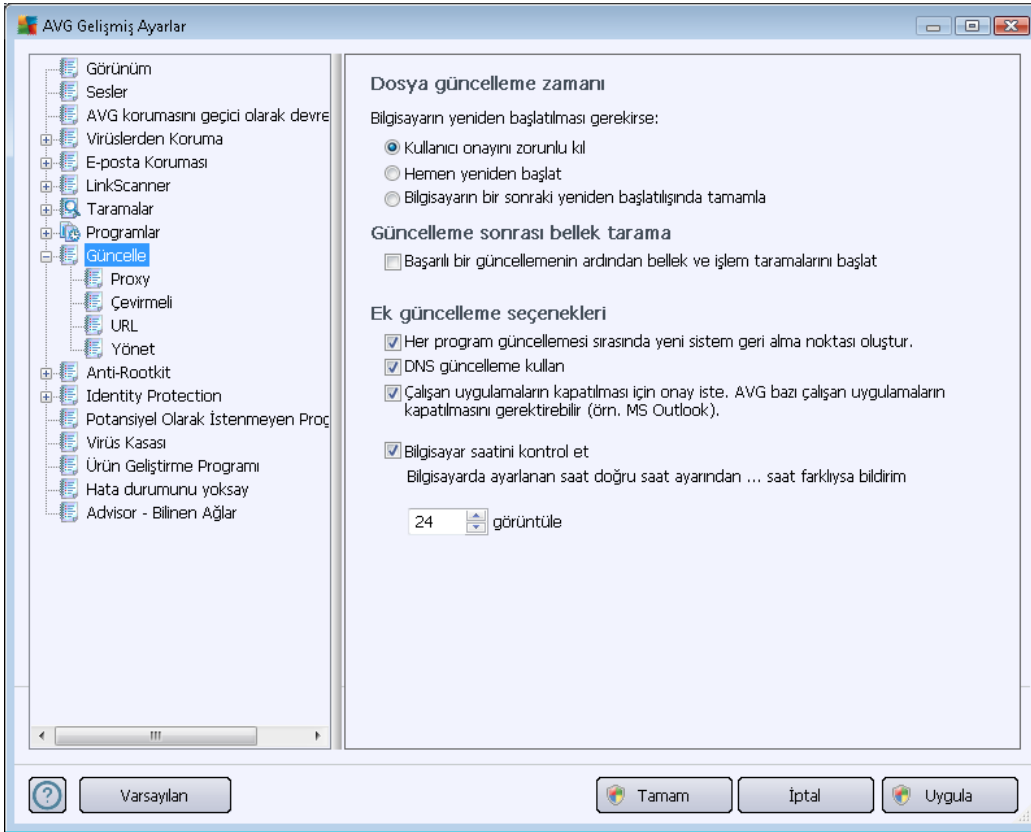 AVG Gelişmiş Ayarlar
Görünüm
Sesler
AVG korumasını geçici olarak devre
Virüslerden Koruma
E-posta Koruması
LinkScanner
Taramalar
Programlar
Güncelle
Proxy
Çevirmeli
URL
Yönet
Anti-Rootkit
Identity Protection
Potansiyel Olarak İstenmeyen Prog
Virüs Kasası
Ürün Geliştirme Programı
Hata durumunu yoksay
Advisor - Bilinen Ağlar
Dosya güncelleme zamanı
Bilgisayarın yeniden başlatılması gerekirse:
Kullanıcı onayını zorunlu kıl
Hemen yeniden başlat
Bilgisayarın bir sonraki yeniden başlatılışında tamamla
Güncelleme sonrası bellek tarama
Başarılı bir güncellemenin ardından bellek ve işlem taramalarını başlat
Ek güncelleme seçenekleri
Her program güncellemesi sırasında yeni sistem geri alma noktası oluştur.
DNS güncelleme kullan
Çalışan uygulamaların kapatılması için onay iste. AVG bazı çalışan uygulamaların
kapatılmasını gerektirebilir (örn. MS Outlook).
Bilgisayar saatini kontrol et
Bilgisayarda ayarlanan saat doğru saat ayarından ... saat farklıysa bildirim
24 görüntüle
Varsayılan
Tamam
İptal
Uygula